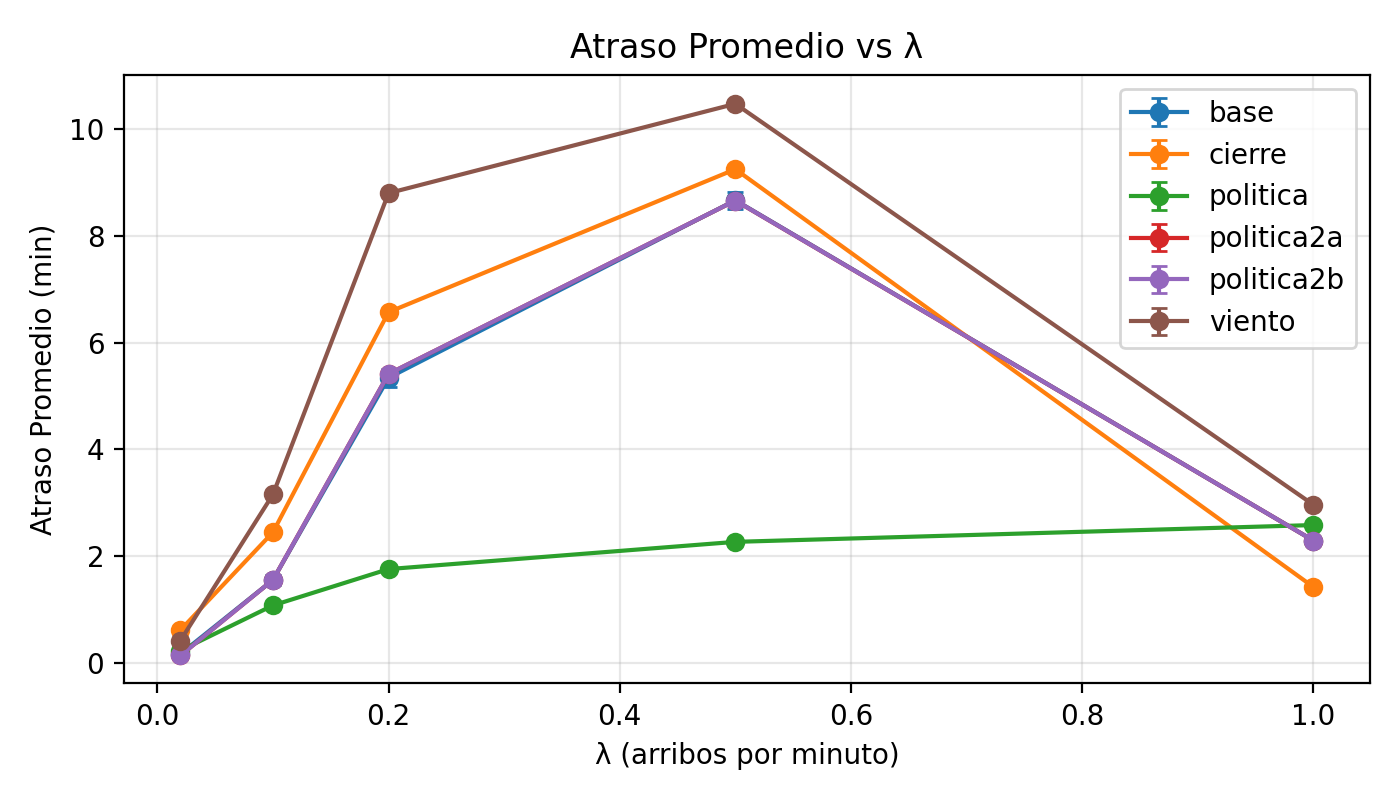 Atraso Promedio vs λ
Atraso Promedio (min)
10
8
6
4
2
0
base
cierre
politica
politica2a
politica2b
viento
0.0 0.2 0.4 0.6 0.8 1.0
λ (arribos por minuto)